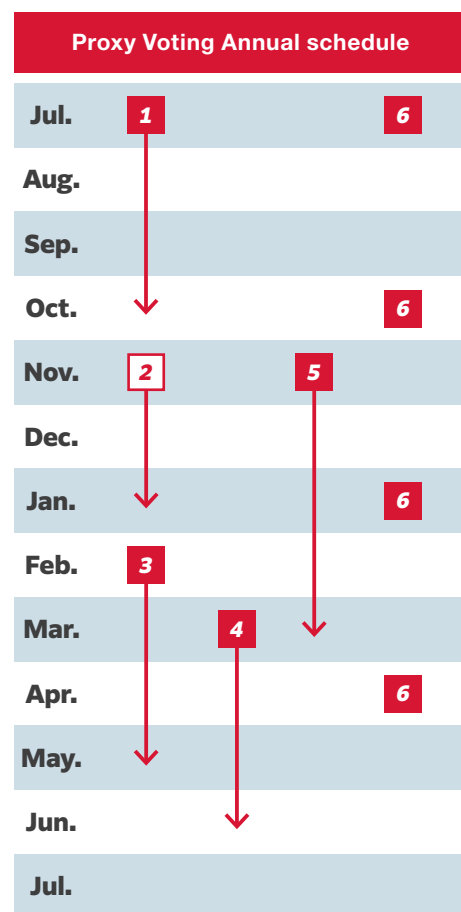 Proxy Voting Annual schedule
Jul. 1 6
Aug.
Sep.
Oct. 6
Nov. 2 5
Dec.
Jan. 6
Feb. 3
Mar. 4
Apr. 6
May.
Jun.
Jul.